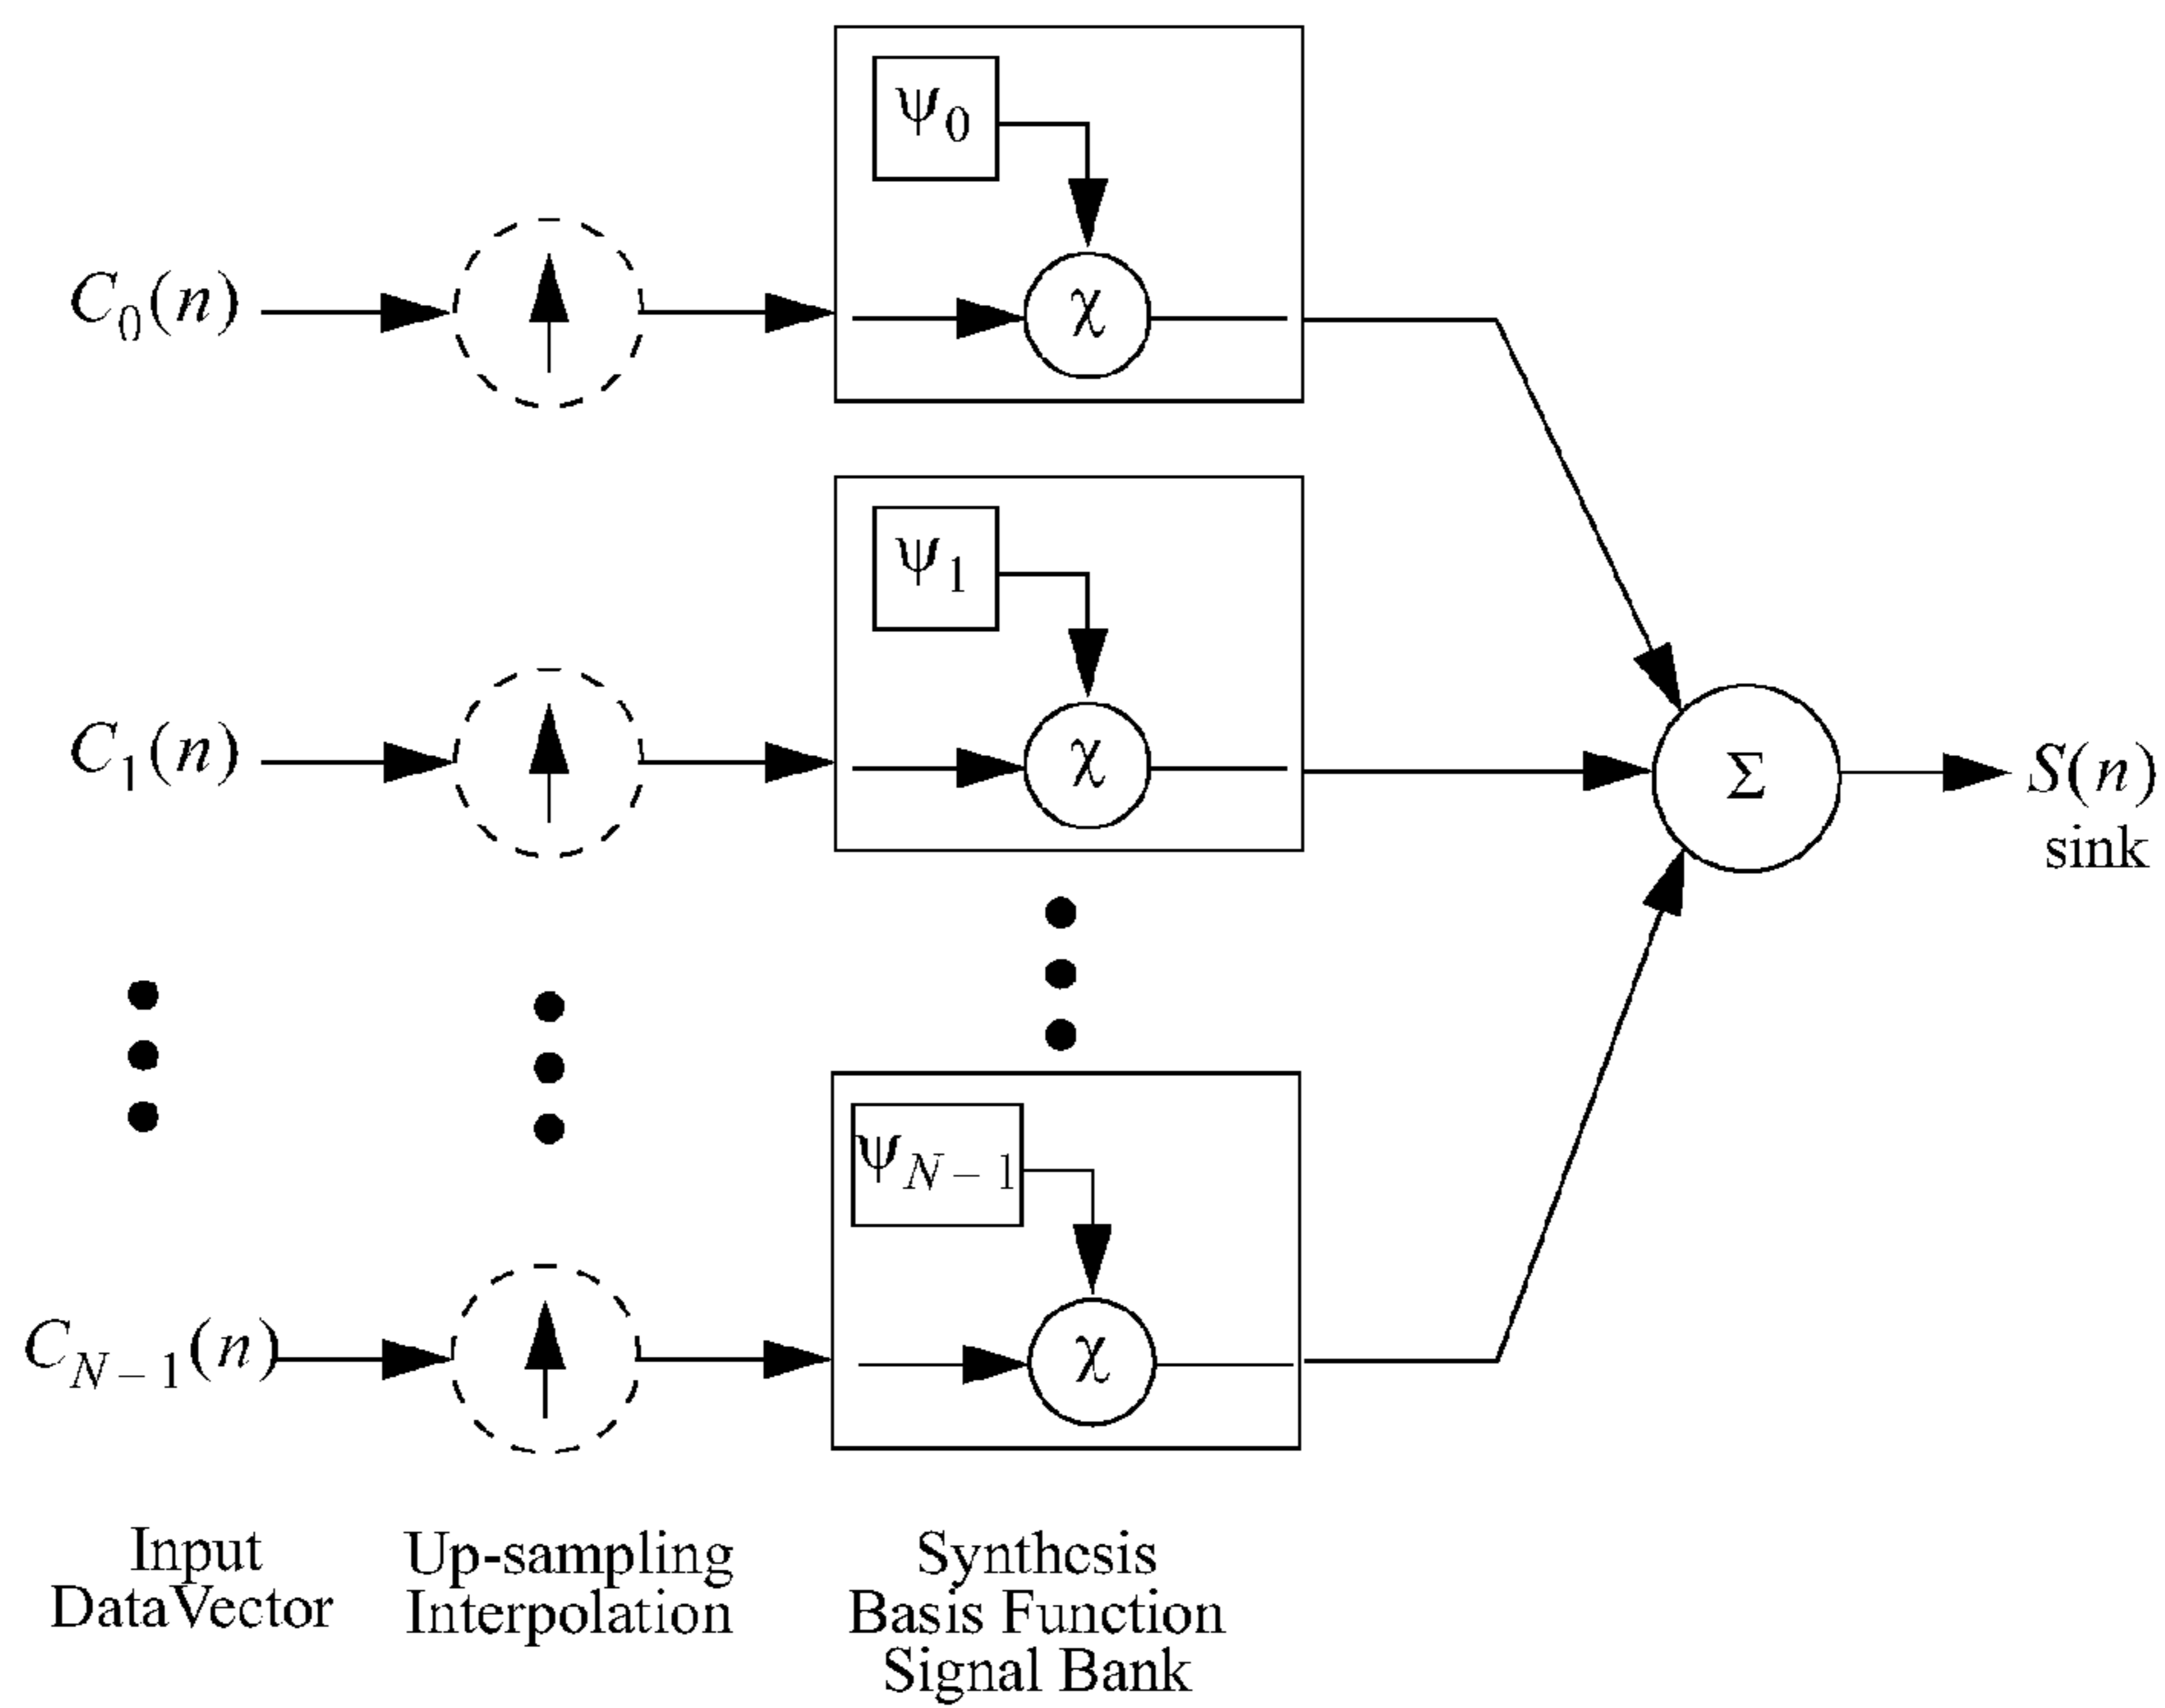 ψ0
C0(n)
χ
ψ1
C1(n)
χ
Σ
S(n)
sink
ψN − 1
CN − 1(n)
χ
Input
DataVector
Up-sampling
Interpolation
Synthesis
Basis Function
Signal Bank